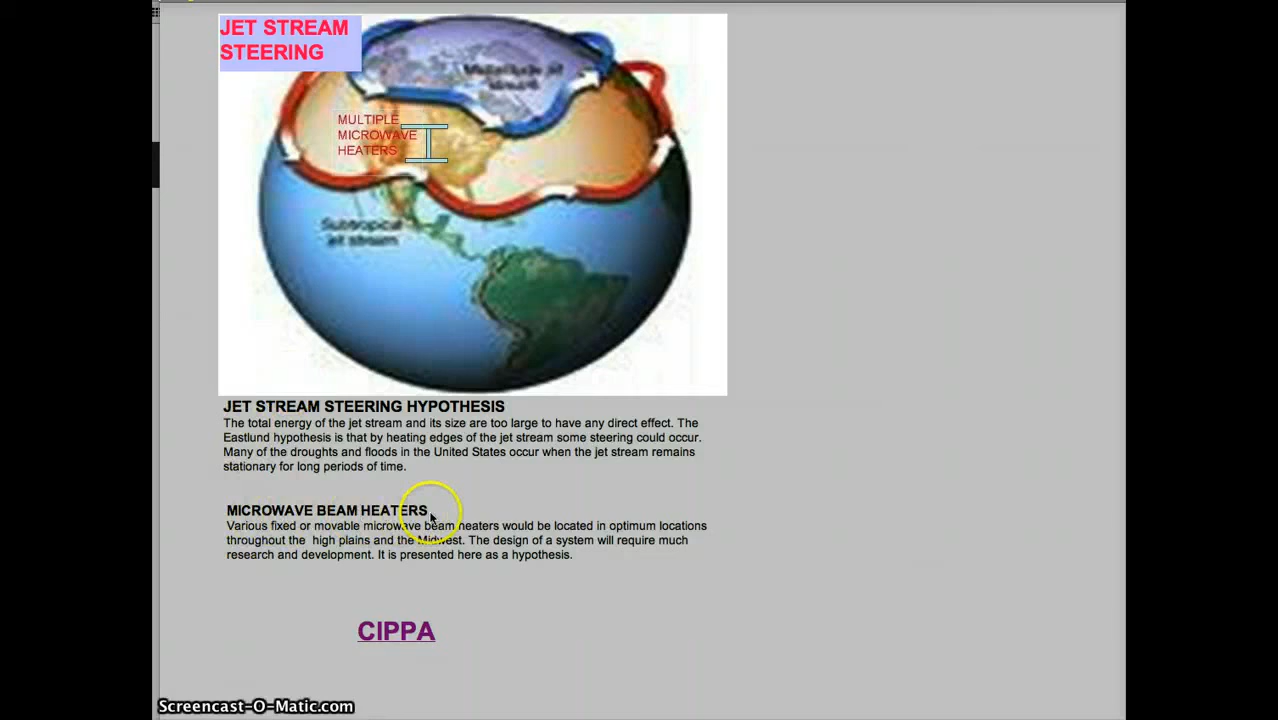 JET STREAM
STEERING
Midlatitude jet
stream
MULTIPLE
MICROWAVE
HEATERS
Subtropical
jet stream
JET STREAM STEERING HYPOTHESIS
The total energy of the jet stream and its size are too large to have any direct effect. The
Eastlund hypothesis is that by heating edges of the jet stream some steering could occur.
Many of the droughts and floods in the United States occur when the jet stream remains
stationary for long periods of time.
MICROWAVE BEAM HEATERS
Various fixed or movable microwave beam heaters would be located in optimum locations
throughout the high plains and the Midwest. The design of a system will require much
research and development. It is presented here as a hypothesis.
CIPPA
Screencast-O-Matic.com